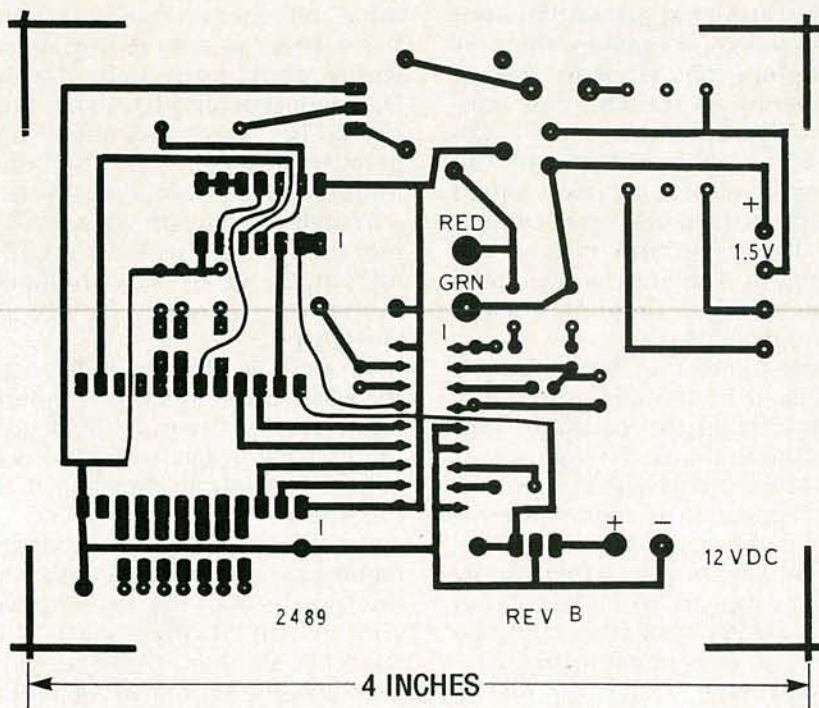 RED
+
1.5V
GRN
+ -
12 VDC
2489
REV B
4 INCHES